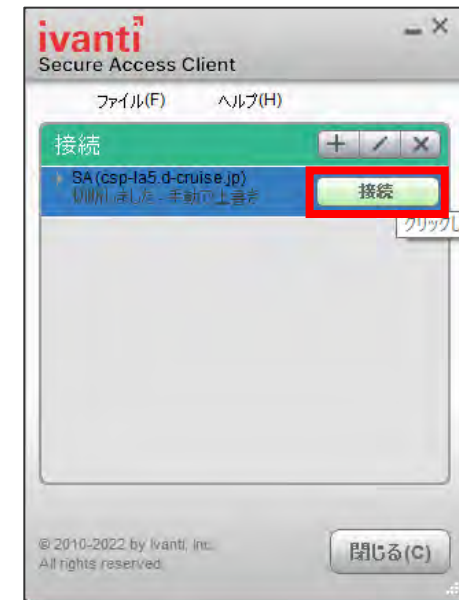 ivanti
Secure Access Client
ファイル(F) ヘルプ(H)
接続
SA (csp-la5.d-cruise.jp)
切断しました - 手動で上書き
接続
クリックし
© 2010-2022 by Ivanti, Inc.
All rights reserved.
閉じる(C)